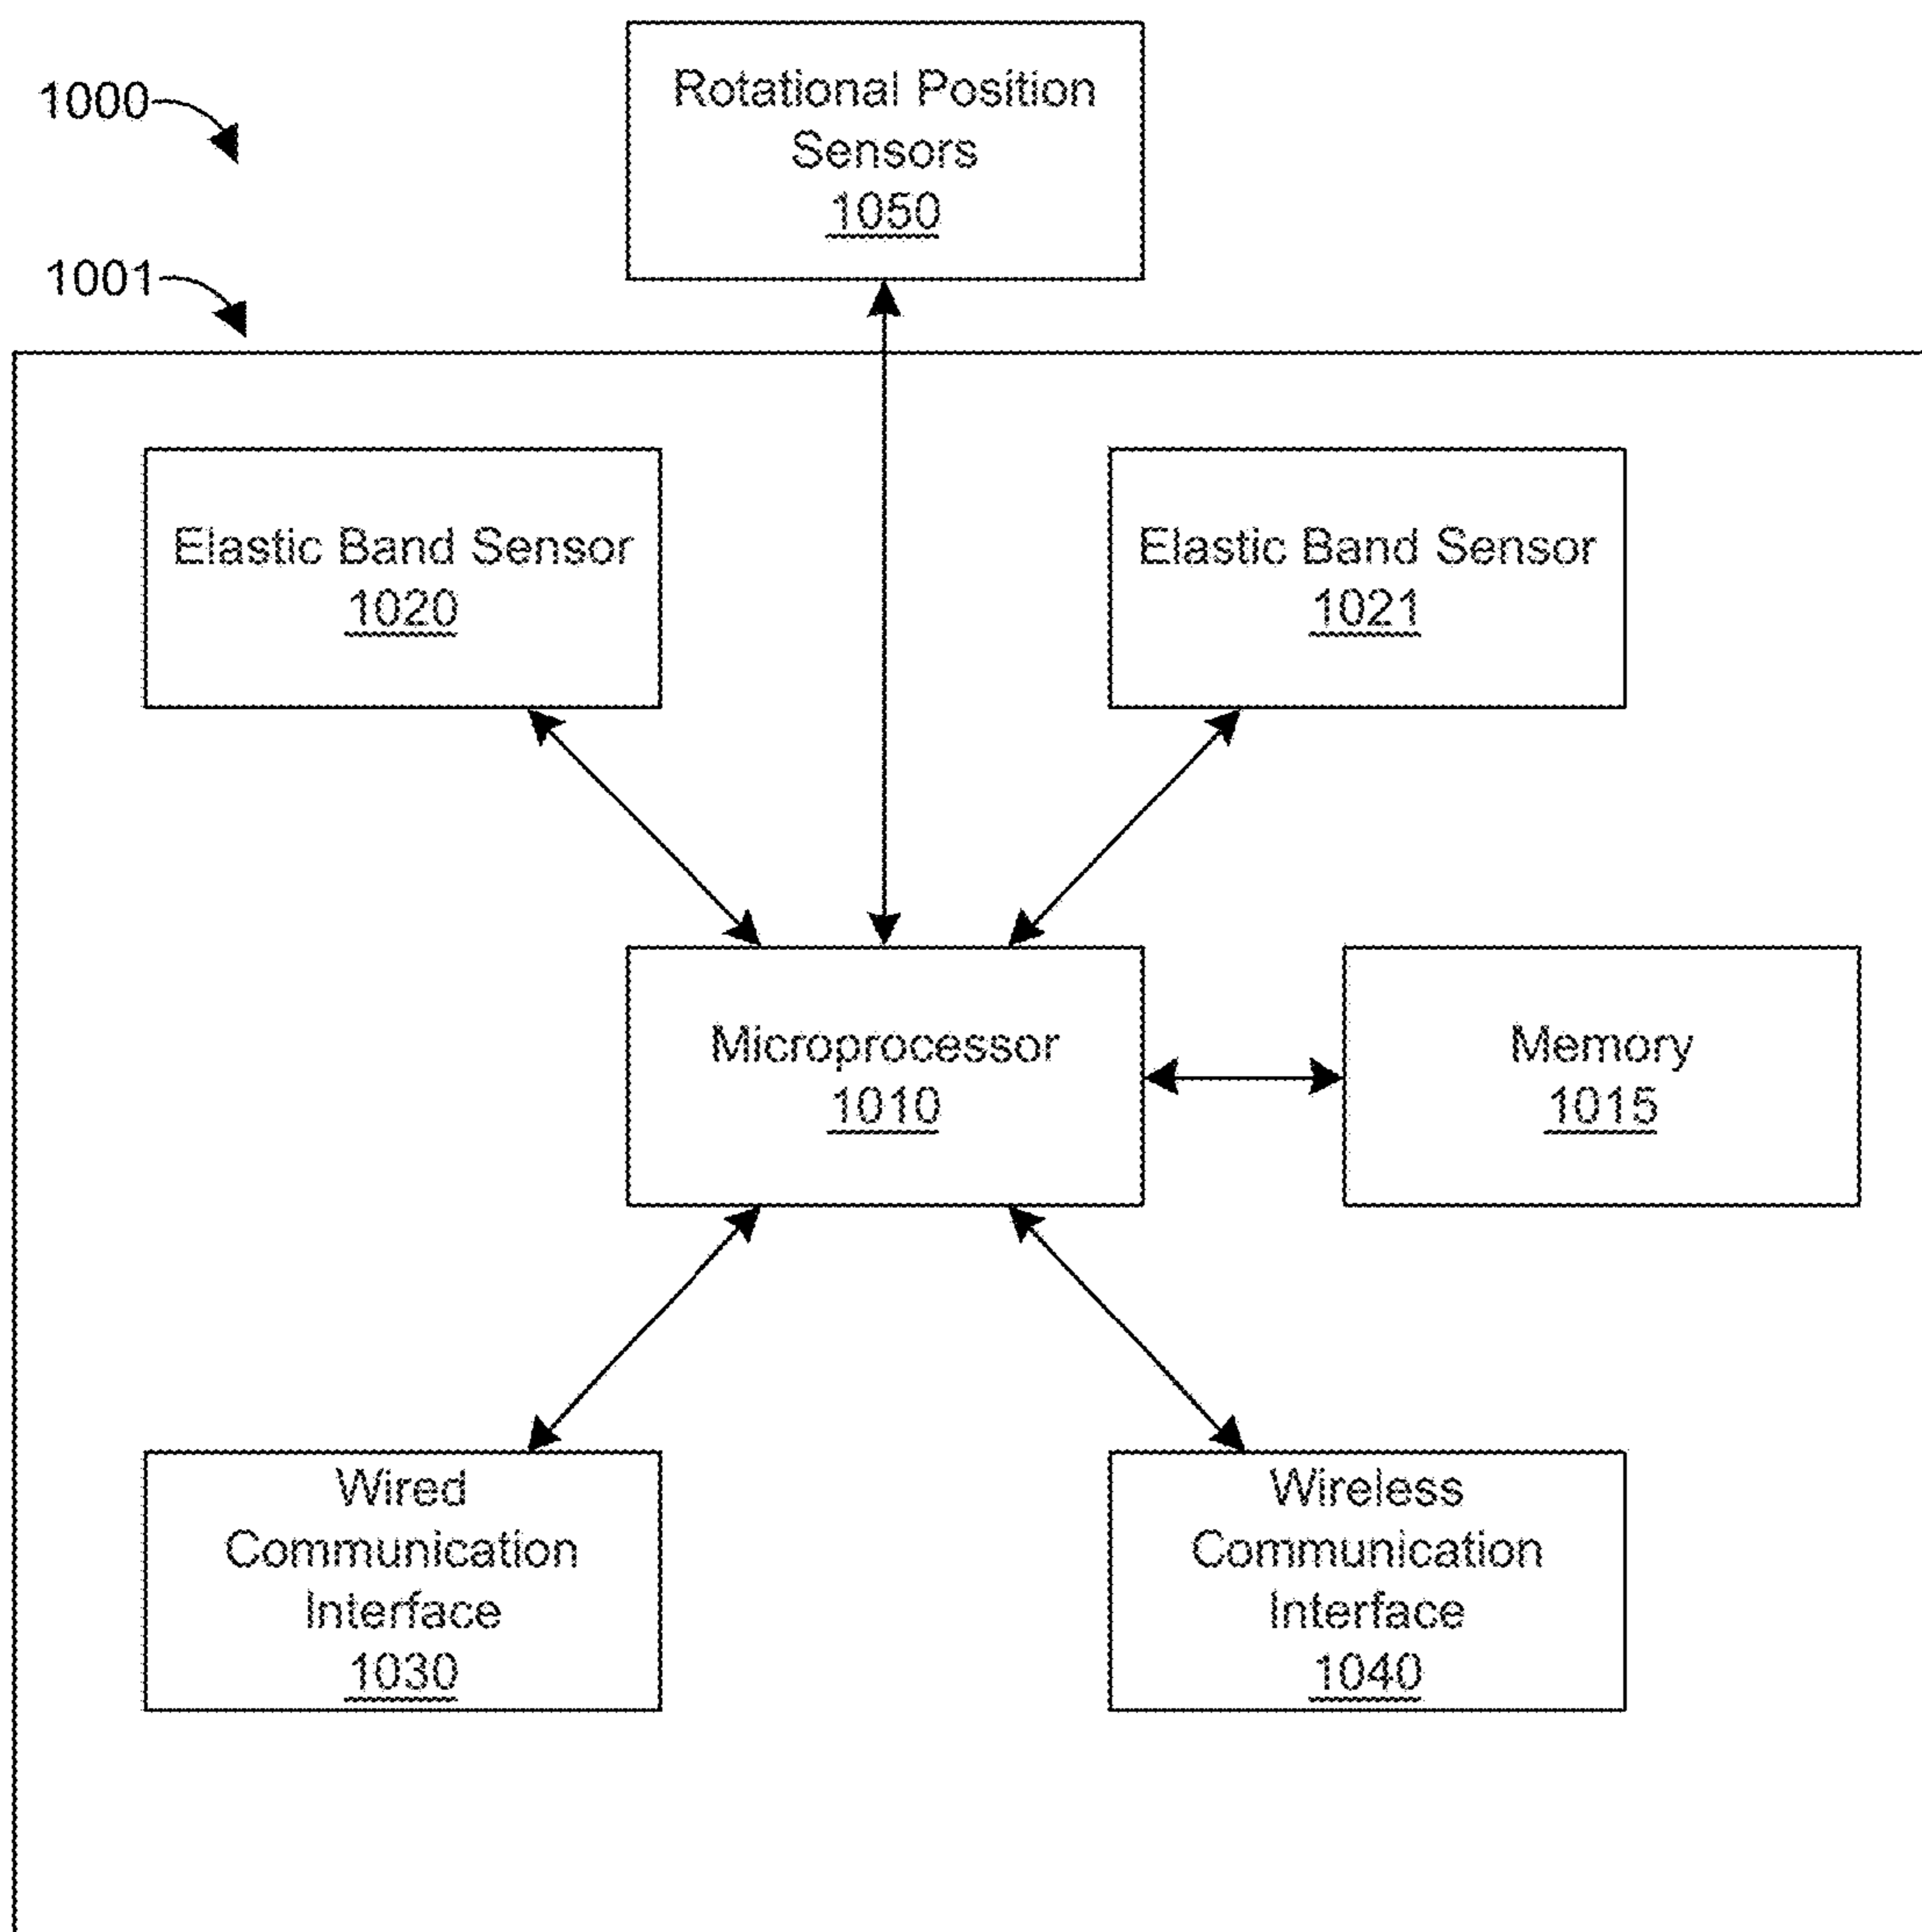 1000
Rotational Position
Sensors
1050
1001
Elastic Band Sensor
1020
Elastic Band Sensor
1021
Microprocessor
1010
Memory
1015
Wired
Communication
Interface
1030
Wireless
Communication
Interface
1040